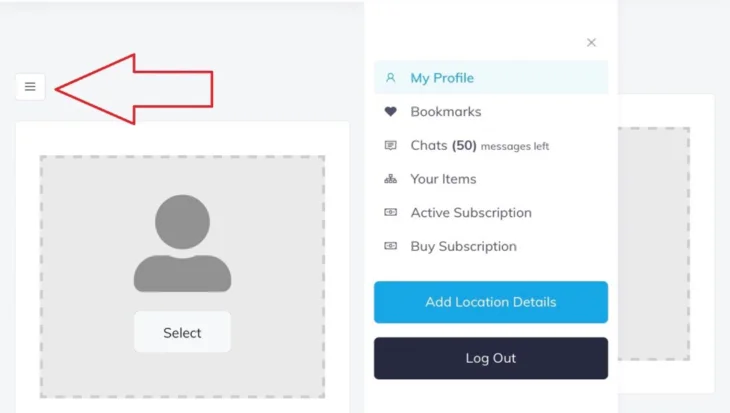 My Profile
Bookmarks
Chats (50) messages left
Your Items
Active Subscription
Buy Subscription
Select
Add Location Details
Log Out